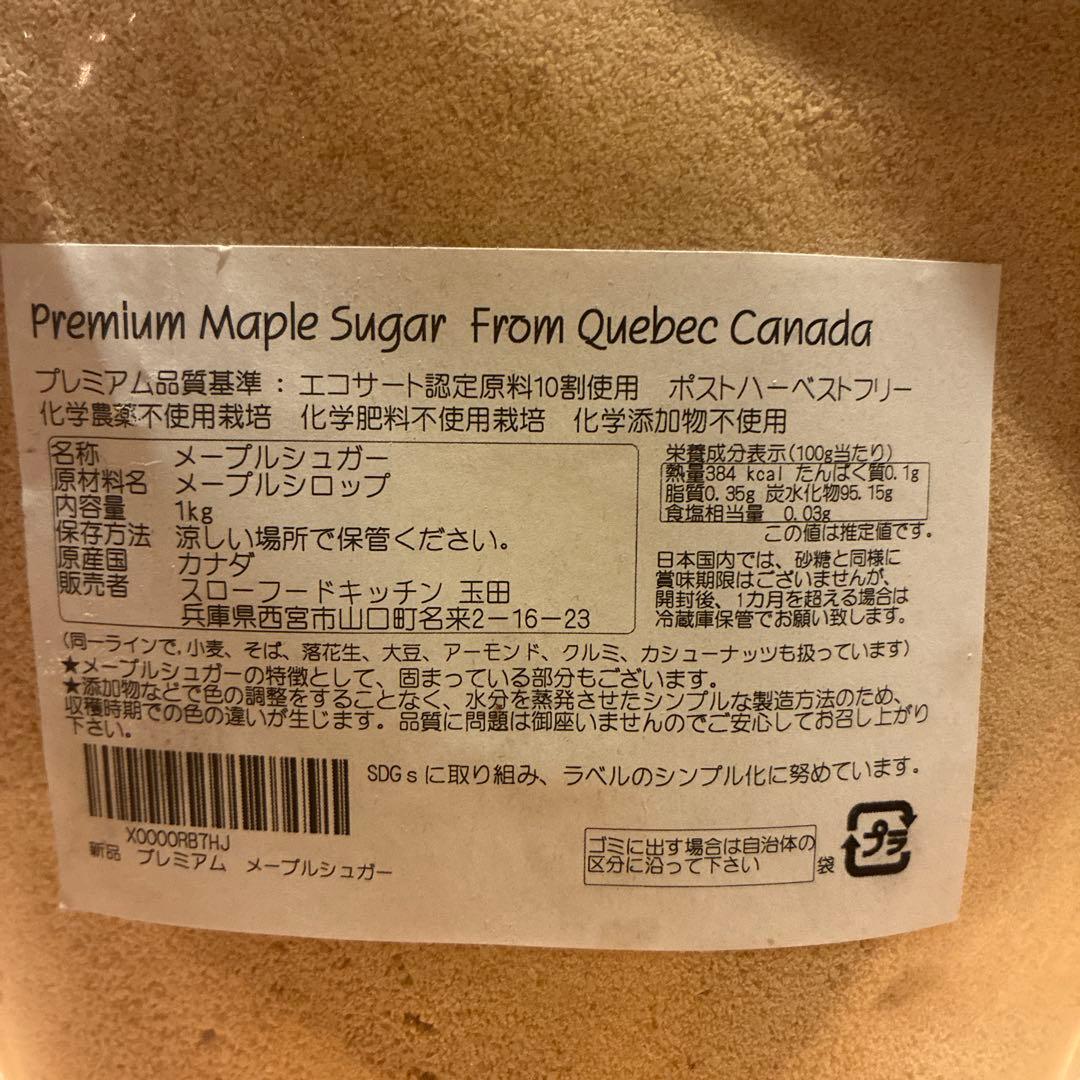 Premium Maple Sugar From Quebec Canada
プレミアム品質基準：エコサート認定原料10割使用　ポストハーベストフリー
化学農薬不使用栽培　化学肥料不使用栽培　化学添加物不使用
名称　メープルシュガー
原材料名　メープルシロップ
内容量　1kg
保存方法　涼しい場所で保管ください。
原産国　カナダ
販売者　スローフードキッチン 玉田
兵庫県西宮市山口町名来2－16－23
栄養成分表示(100g当たり)
熱量384 kcal たんぱく質0.1g
脂質0.35g 炭水化物95.15g
食塩相当量　0.03g
この値は推定値です。
日本国内では、砂糖と同様に
賞味期限はございませんが、
開封後、1カ月を超える場合は
冷蔵庫保管でお願い致します。
(同一ラインで, 小麦、そば、落花生、大豆、アーモンド、クルミ、カシューナッツも扱っています)
★メープルシュガーの特徴として、固まっている部分もございます。
★添加物などで色の調整をすることなく、水分を蒸発させたシンプルな製造方法のため、
収穫時期での色の違いが生じます。品質に問題は御座いませんのでご安心してお召し上がり
下さい。
SDGｓに取り組み、ラベルのシンプル化に努めています。
X0000RB7HJ
新品　プレミアム　メープルシュガー
ゴミに出す場合は自治体の
区分に沿って下さい
袋
プラ